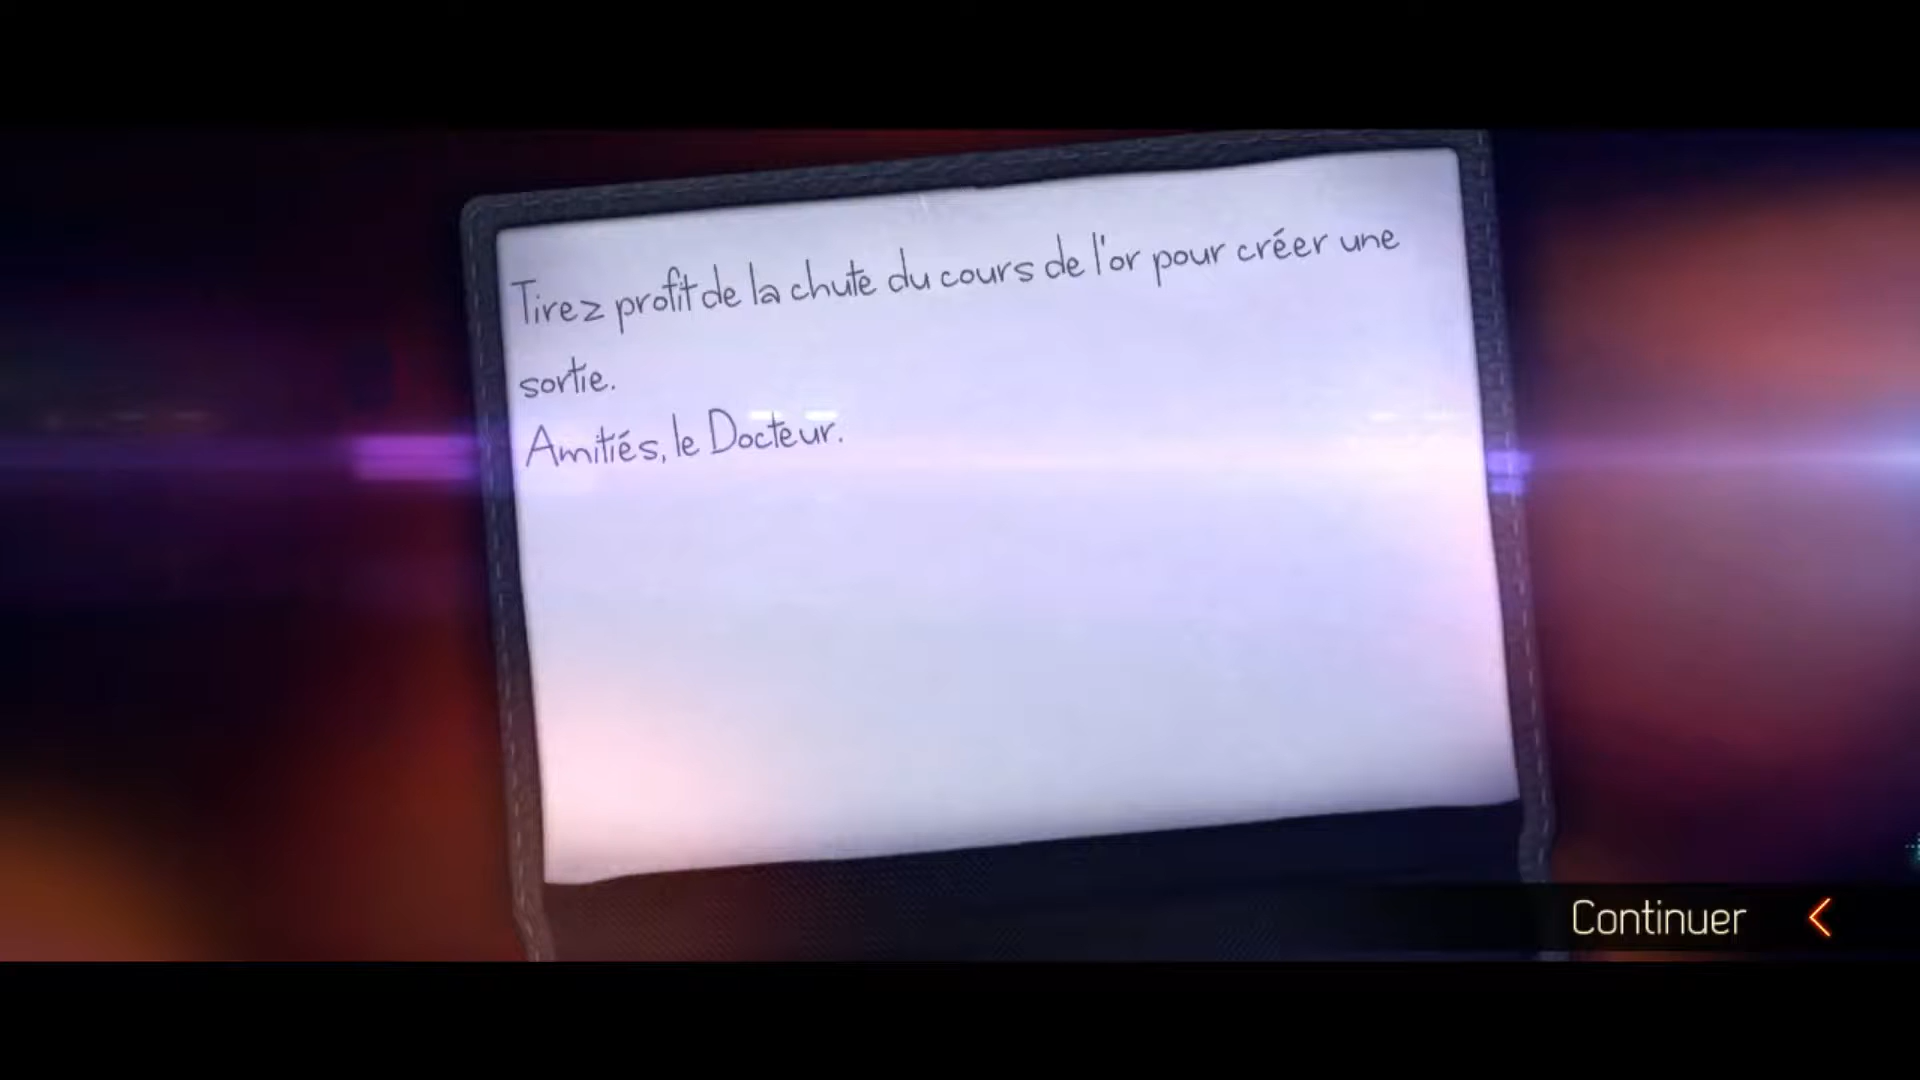 Tirez profit de la chute du cours de l'or pour créer une
sortie.
Amitiés, le Docteur.
Continuer